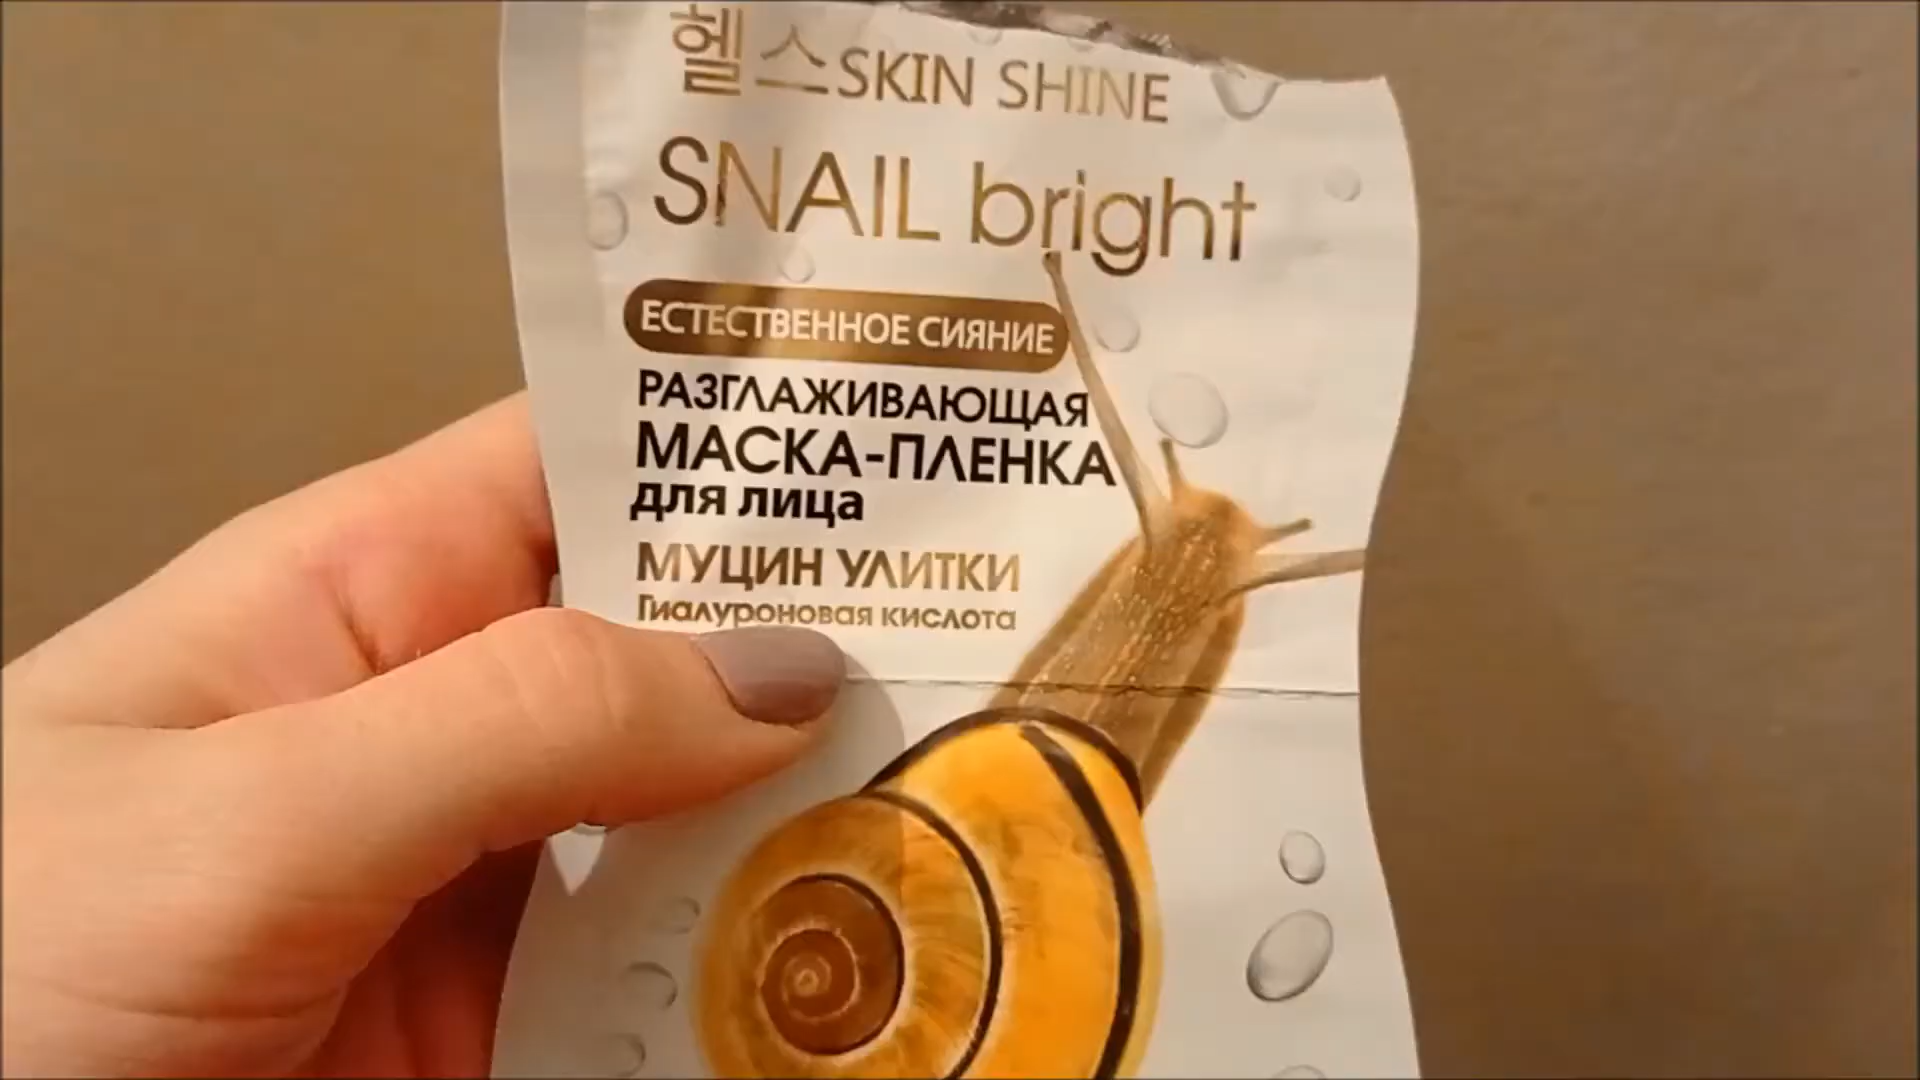 헬스SKIN SHINE
SNAIL bright
ЕСТЕСТВЕННОЕ СИЯНИЕ
РАЗГЛАЖИВАЮЩАЯ
МАСКА-ПЛЕНКА
для лица
МУЦИН УЛИТКИ
Гиалуроновая кислота